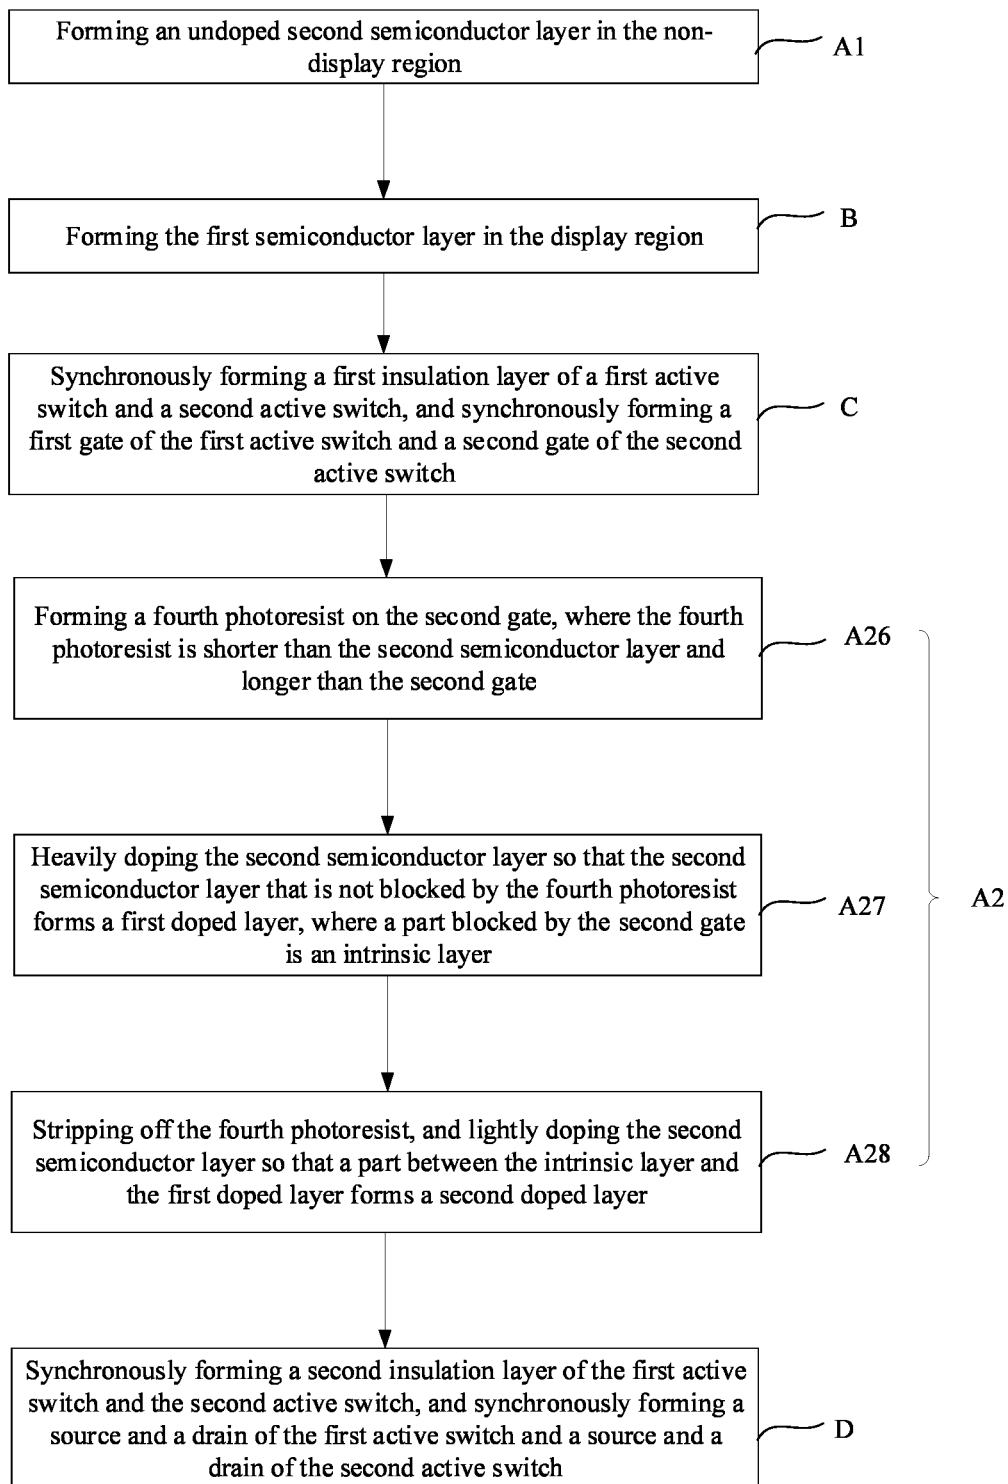 Forming an undoped second semiconductor layer in the non-
display region
A1
Forming the first semiconductor layer in the display region
B
Synchronously forming a first insulation layer of a first active
switch and a second active switch, and synchronously forming a
first gate of the first active switch and a second gate of the second
active switch
C
Forming a fourth photoresist on the second gate, where the fourth
photoresist is shorter than the second semiconductor layer and
longer than the second gate
A26
Heavily doping the second semiconductor layer so that the second
semiconductor layer that is not blocked by the fourth photoresist
forms a first doped layer, where a part blocked by the second gate
is an intrinsic layer
A27
A2
Stripping off the fourth photoresist, and lightly doping the second
semiconductor layer so that a part between the intrinsic layer and
the first doped layer forms a second doped layer
A28
Synchronously forming a second insulation layer of the first active
switch and the second active switch, and synchronously forming a
source and a drain of the first active switch and a source and a
drain of the second active switch
D